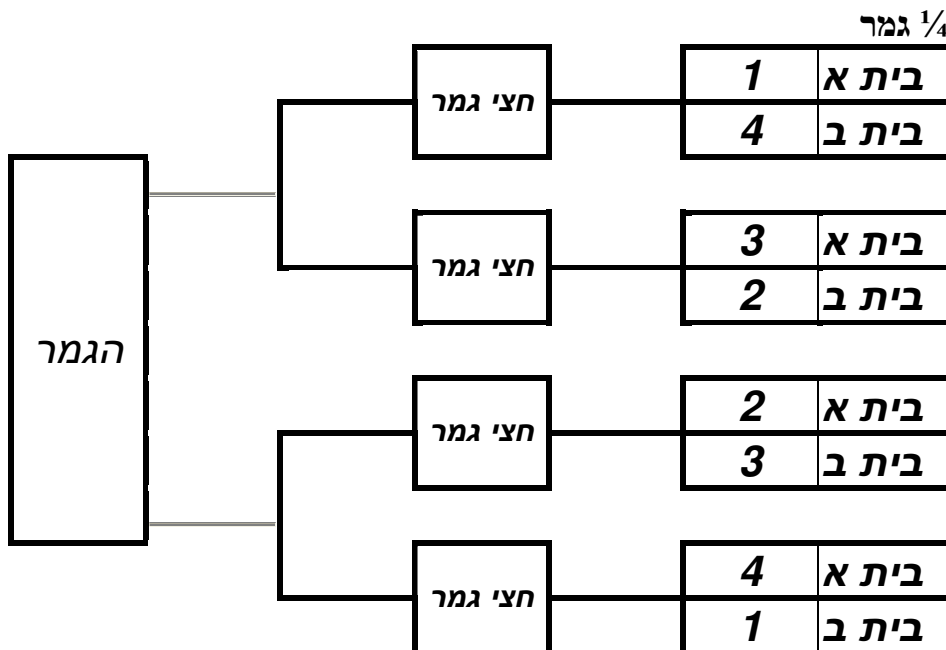 ¼ גמר
בית א 1
חצי גמר
בית ב 4
בית א 3
חצי גמר
בית ב 2
הגמר
בית א 2
חצי גמר
בית ב 3
בית א 4
חצי גמר
בית ב 1